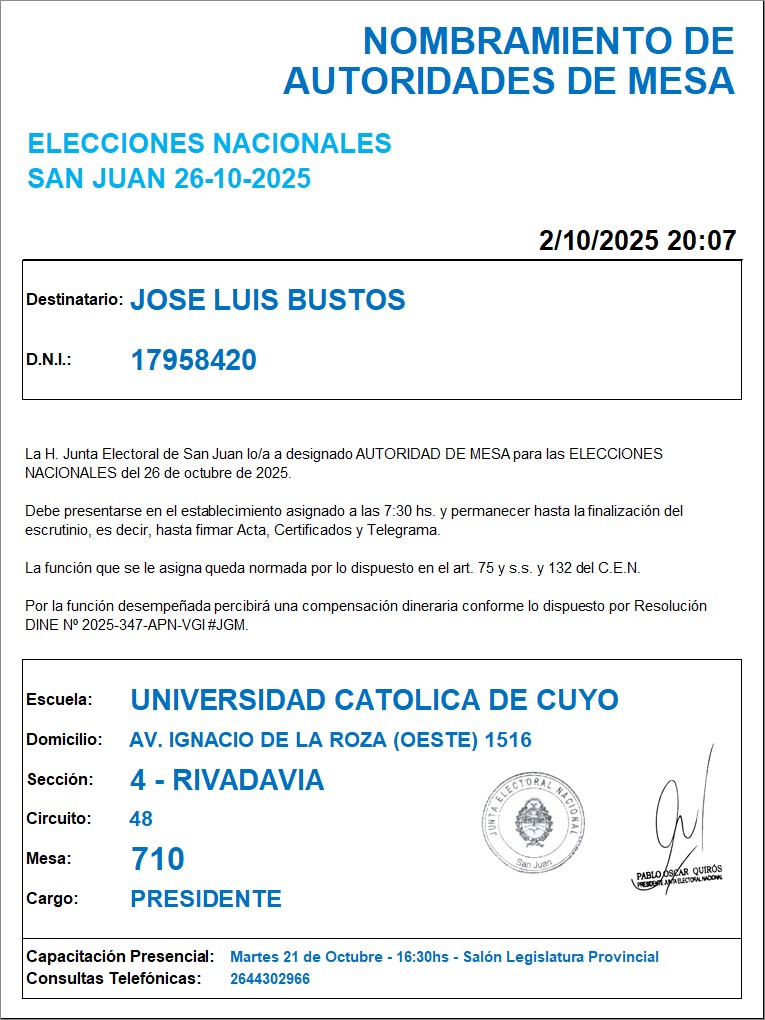 NOMBRAMIENTO DE
AUTORIDADES DE MESA
ELECCIONES NACIONALES
SAN JUAN 26-10-2025
2/10/2025 20:07
Destinatario: JOSE LUIS BUSTOS
D.N.I.: 17958420
La H. Junta Electoral de San Juan lo/a a designado AUTORIDAD DE MESA para las ELECCIONES
NACIONALES del 26 de octubre de 2025.
Debe presentarse en el establecimiento asignado a las 7:30 hs. y permanecer hasta la finalización del
escrutinio, es decir, hasta firmar Acta, Certificados y Telegrama.
La función que se le asigna queda normada por lo dispuesto en el art. 75 y s.s. y 132 del C.E.N.
Por la función desempeñada percibirá una compensación dineraria conforme lo dispuesto por Resolución
DINE Nº 2025-347-APN-VGI#JGM.
Escuela: UNIVERSIDAD CATOLICA DE CUYO
Domicilio: AV. IGNACIO DE LA ROZA (OESTE) 1516
Sección: 4 - RIVADAVIA
Circuito: 48
Mesa: 710
Cargo: PRESIDENTE
JUNTA ELECTORAL NACIONAL
San Juan
PABLO OSCAR QUIRÓS
PRESIDENTE JUNTA ELECTORAL NACIONAL
Capacitación Presencial: Martes 21 de Octubre - 16:30hs - Salón Legislatura Provincial
Consultas Telefónicas: 2644302966